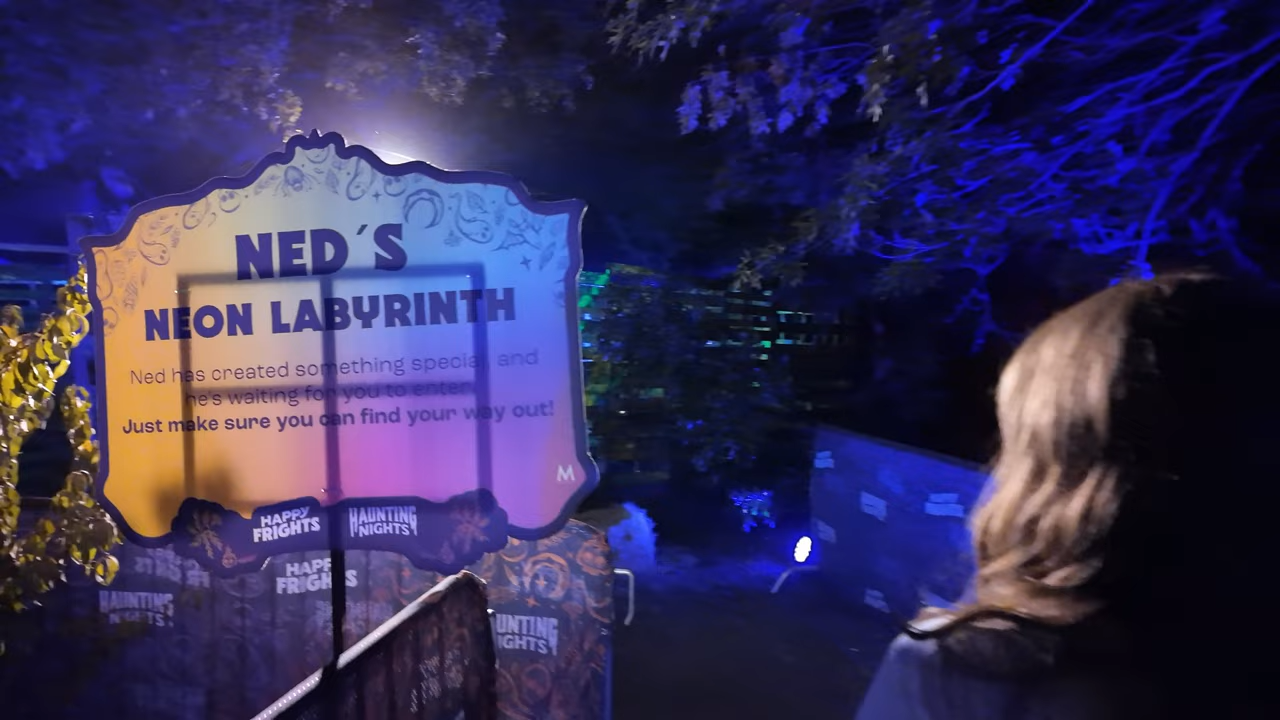 NED´S
NEON LABYRINTH
Ned has created something special and
he's waiting for you to enter.
Just make sure you can find your way out!
M
HAPPY
FRIGHTS
HAUNTING
NIGHTS
HAPPY
FRIGHTS
HAUNTING
NIGHTS
HAUNTING
NIGHTS